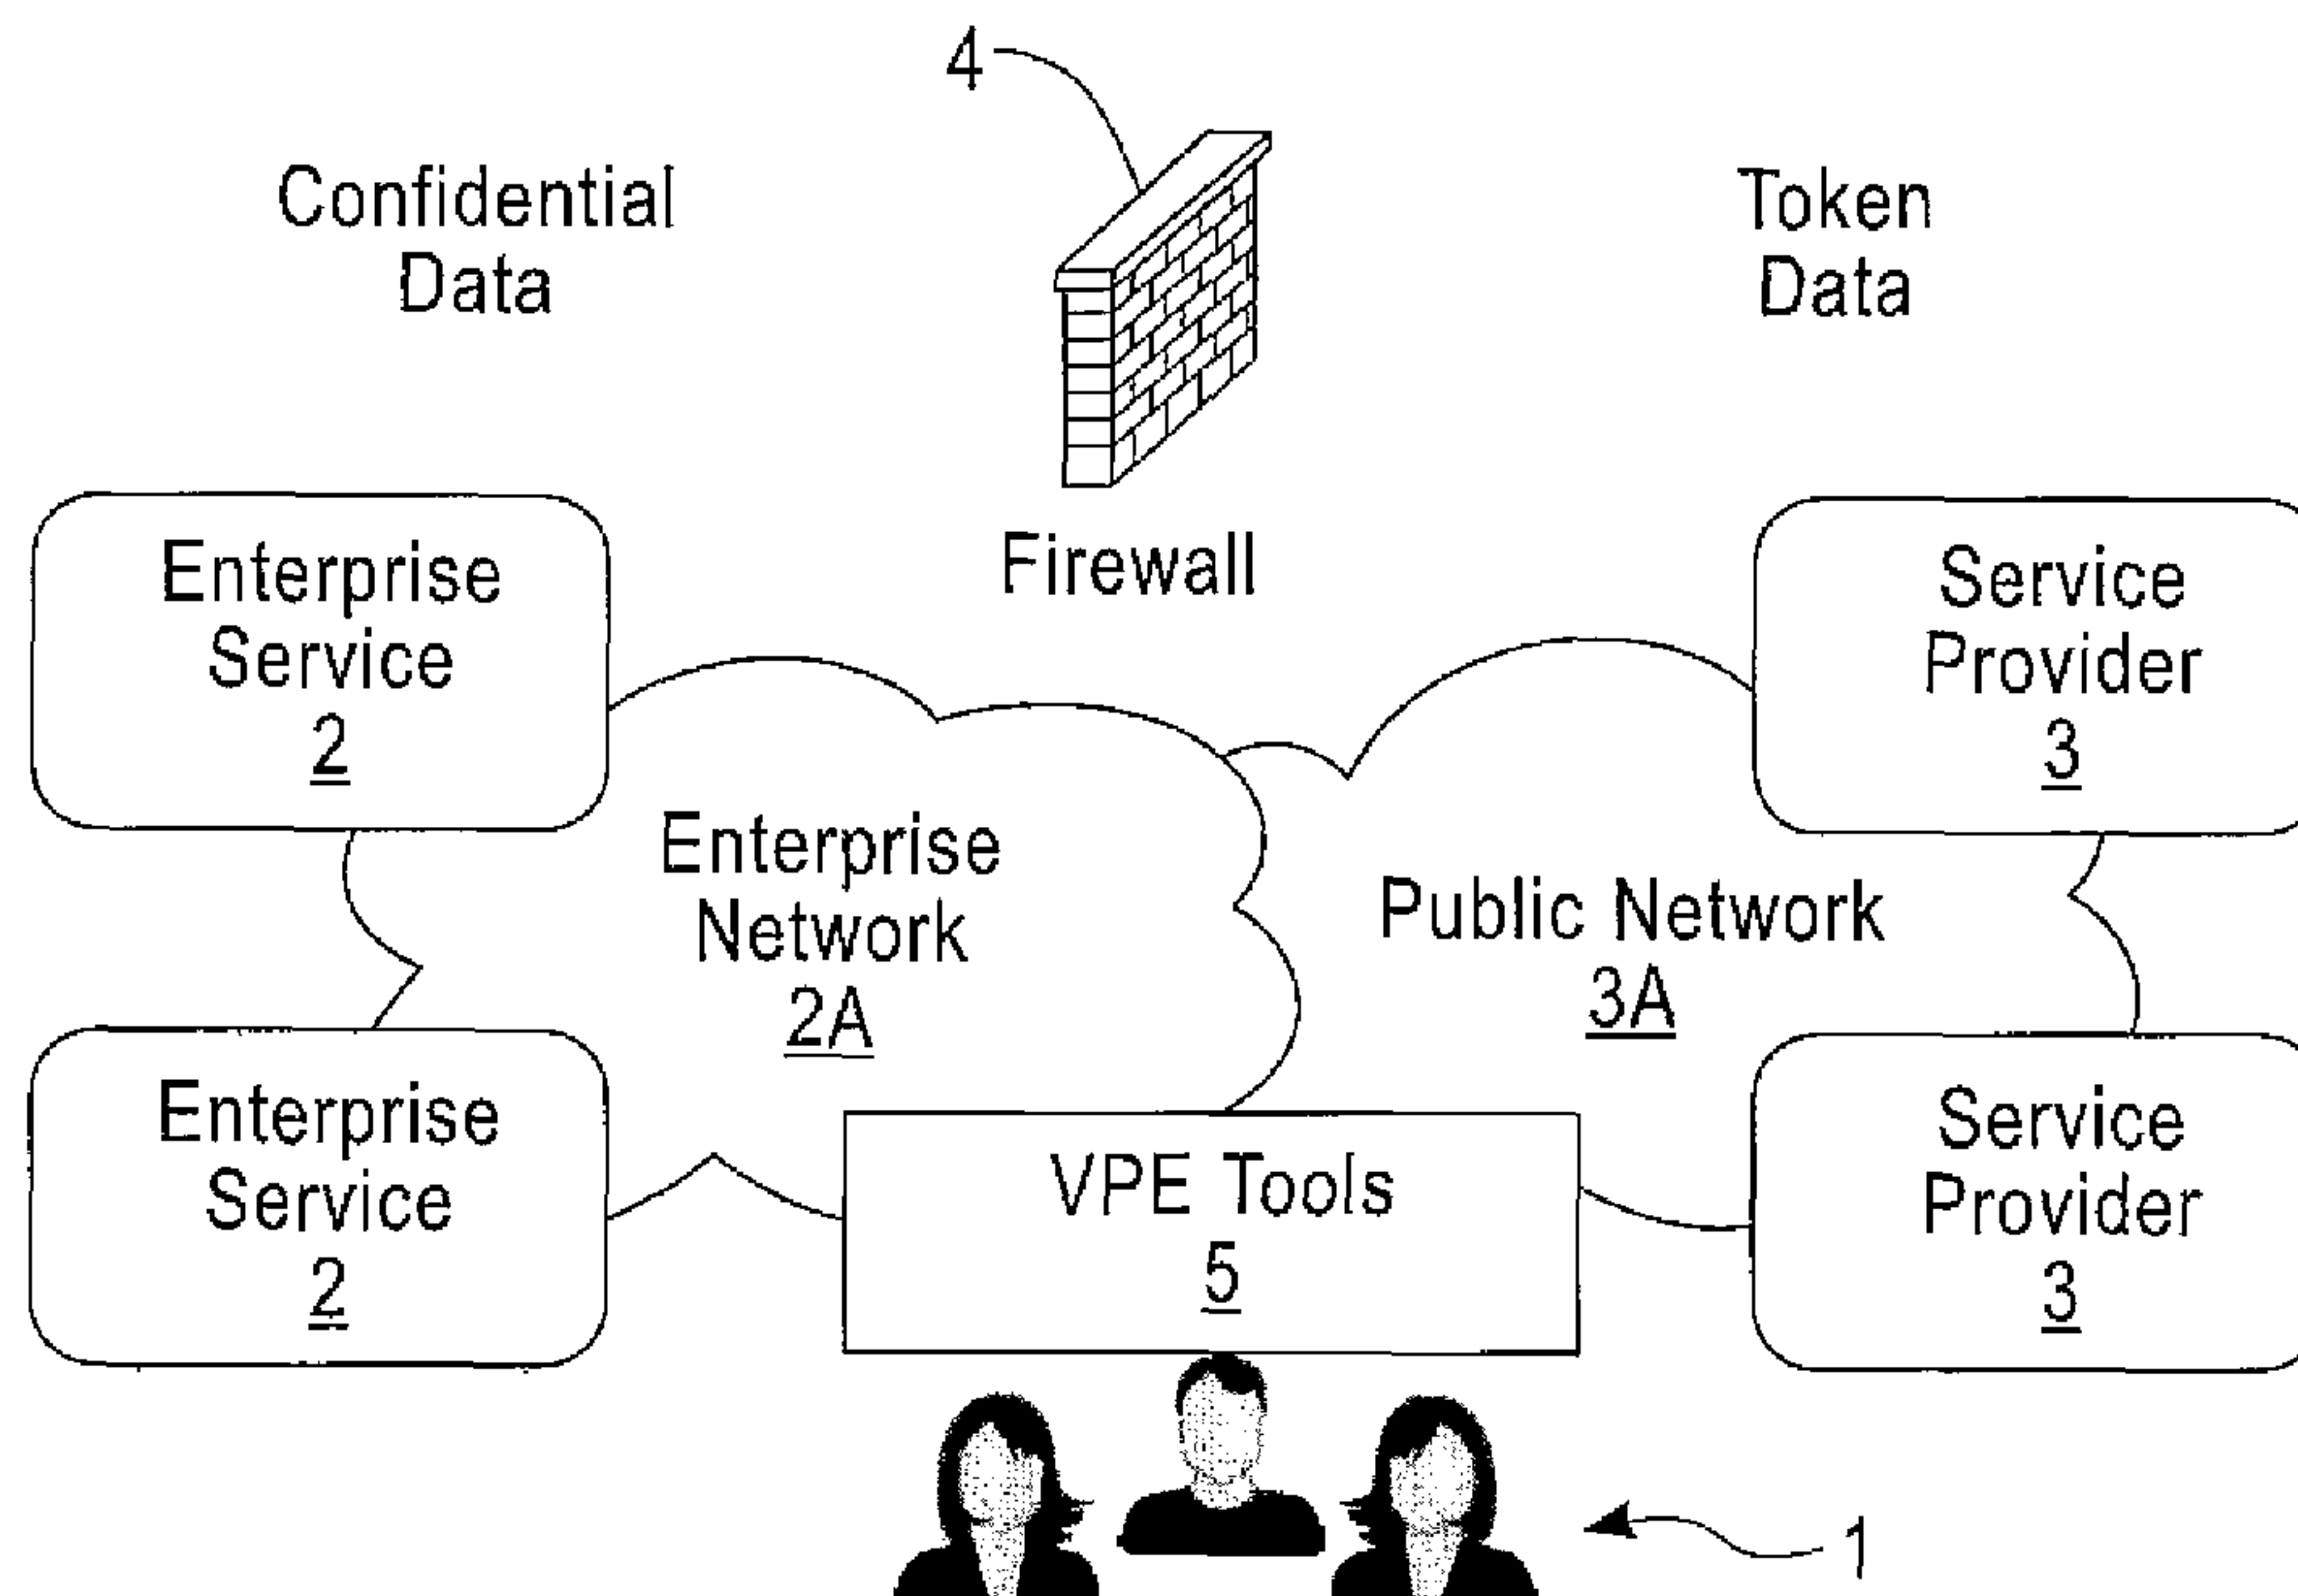 4
Confidential
Data
Token
Data
Firewall
Enterprise
Service
2
Service
Provider
3
Enterprise
Network
2A
Public Network
3A
Enterprise
Service
2
VPE Tools
5
Service
Provider
3
1